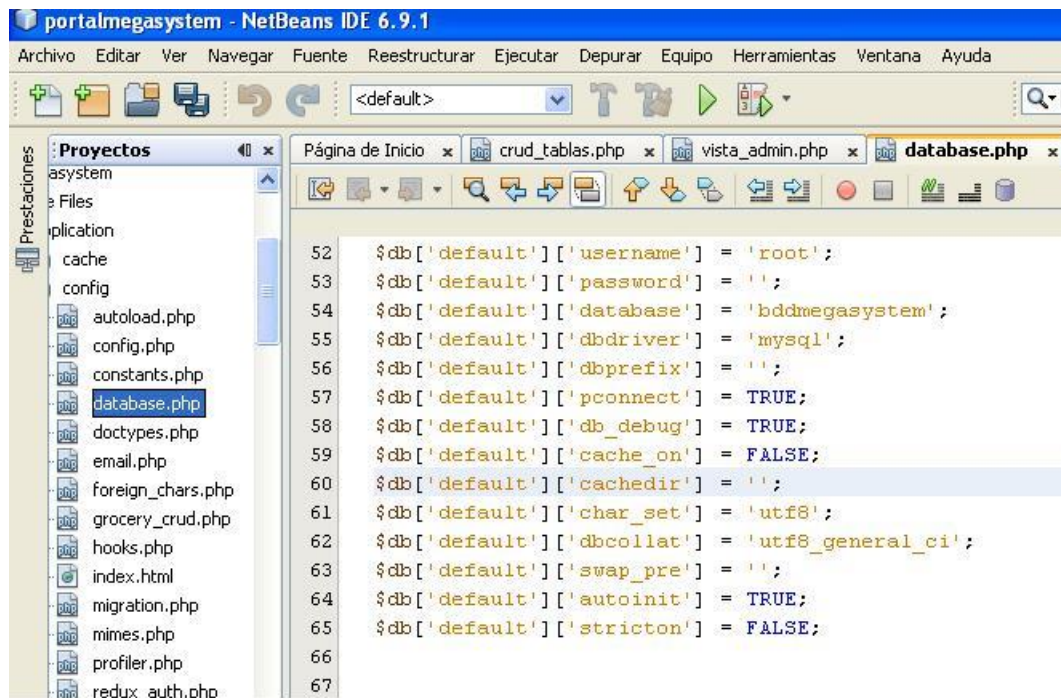 portalmegasystem - NetBeans IDE 6.9.1
Archivo Editar Ver Navegar Fuente Reestructurar Ejecutar Depurar Equipo Herramientas Ventana Ayuda
<default>
Prestaciones
Proyectos
asystem
e Files
plication
cache
config
autoload.php
config.php
constants.php
database.php
doctypes.php
email.php
foreign_chars.php
grocery_crud.php
hooks.php
index.html
migration.php
mimes.php
profiler.php
redux_auth.php
Página de Inicio crud_tablas.php vista_admin.php database.php
52 $db['default']['username'] = 'root';
53 $db['default']['password'] = '';
54 $db['default']['database'] = 'bddmegasystem';
55 $db['default']['dbdriver'] = 'mysql';
56 $db['default']['dbprefix'] = '';
57 $db['default']['pconnect'] = TRUE;
58 $db['default']['db_debug'] = TRUE;
59 $db['default']['cache_on'] = FALSE;
60 $db['default']['cachedir'] = '';
61 $db['default']['char_set'] = 'utf8';
62 $db['default']['dbcollat'] = 'utf8_general_ci';
63 $db['default']['swap_pre'] = '';
64 $db['default']['autoinit'] = TRUE;
65 $db['default']['stricton'] = FALSE;
66
67